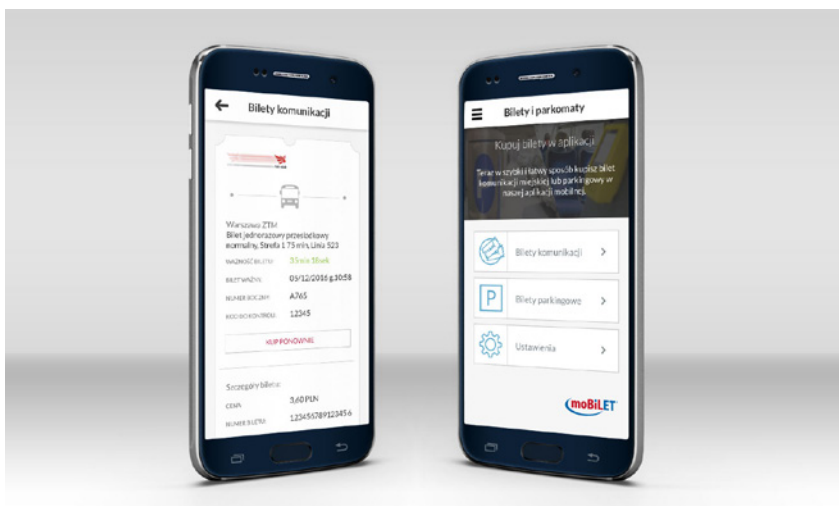 Bilety komunikacji
Warszawa ZTM
Bilet jednorazowy przesiadkowy
normalny, Strefa 1 75 min, Linia 523
WAŻNOŚĆ BILETU: 35min 18sek
BILET WAŻNY: 05/12/2016 g.10:58
NUMER BOCZNY: A765
KOD DO KONTROLI: 12345
KUP PONOWNIE
Szczegóły biletu:
CENA: 3,60 PLN
NUMER BILETU: 123456789123456
Bilety i parkomaty
Kupuj bilety w aplikacji
Teraz w szybki i łatwy sposób kupisz bilet
komunikacji miejskiej lub parkingowy w
naszej aplikacji mobilnej.
Bilety komunikacji
P
Bilety parkingowe
Ustawienia
moBiLET